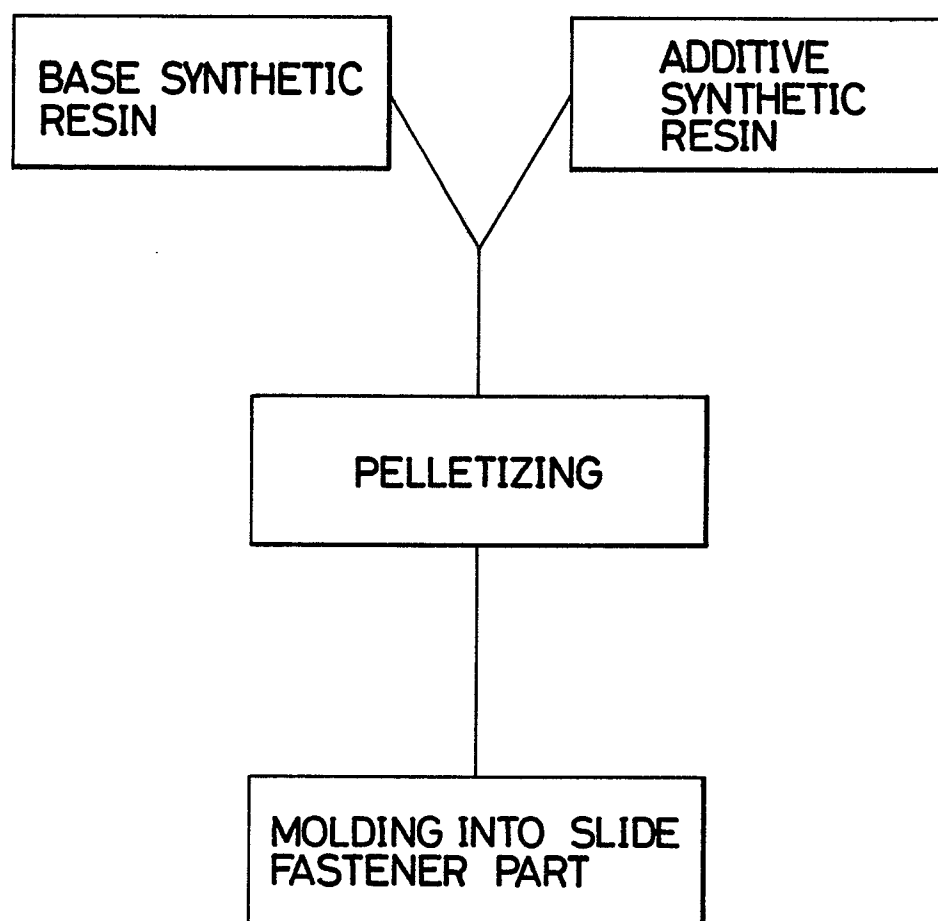 BASE SYNTHETIC
RESIN
ADDITIVE
SYNTHETIC
RESIN
PELLETIZING
MOLDING INTO SLIDE
FASTENER PART